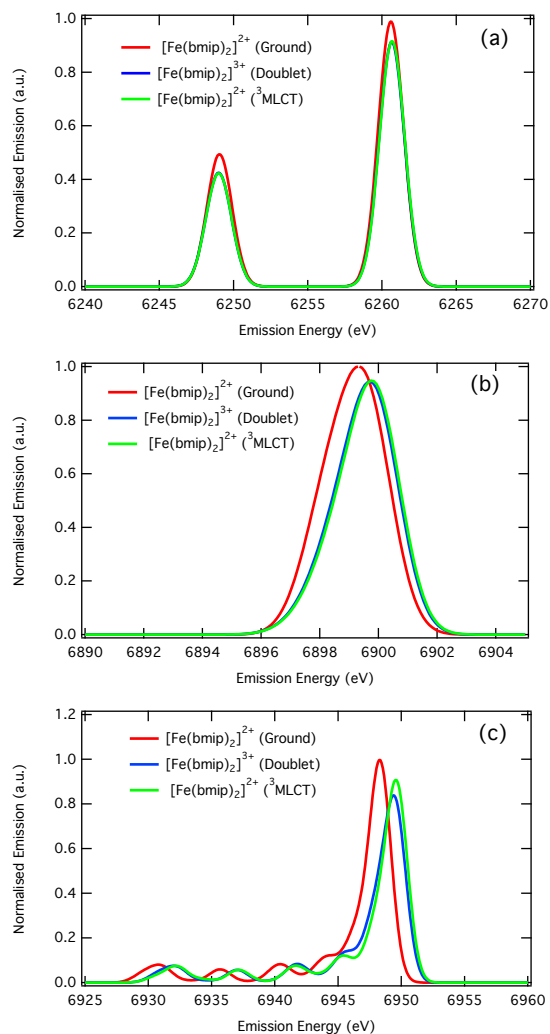 (a)
[Fe(bmip)₂]²⁺ (Ground)
[Fe(bmip)₂]³⁺ (Doublet)
[Fe(bmip)₂]²⁺ (³MLCT)
Normalised Emission (a.u.)
1.0
0.8
0.6
0.4
0.2
0.0
6240 6245 6250 6255 6260 6265 6270
Emission Energy (eV)
(b)
[Fe(bmip)₂]²⁺ (Ground)
[Fe(bmip)₂]³⁺ (Doublet)
[Fe(bmip)₂]²⁺ (³MLCT)
Normalised Emission (a.u.)
1.0
0.8
0.6
0.4
0.2
0.0
6890 6892 6894 6896 6898 6900 6902 6904
Emission Energy (eV)
(c)
[Fe(bmip)₂]²⁺ (Ground)
[Fe(bmip)₂]³⁺ (Doublet)
[Fe(bmip)₂]²⁺ (³MLCT)
Normalised Emission (a.u.)
1.2
1.0
0.8
0.6
0.4
0.2
0.0
6925 6930 6935 6940 6945 6950 6955 6960
Emission Energy (eV)